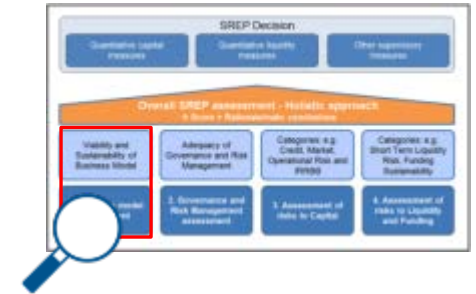 SREP Decision
Quantitative capital
measures
Quantitative liquidity
measures
Other supervisory
measures
Overall SREP assessment - Holistic approach
Viability and
Sustainability of
Business Model
Adequacy of
Governance and Risk
Management
Categories: e.g.
Credit, Market,
Operational Risk and
IRRBB
Categories: e.g.
Short Term Liquidity
Risk, Funding
Sustainability
model
2. Governance and
Risk Management
assessment
3. Assessment of
risks to Capital
4. Assessment of
risks to Liquidity
and Funding